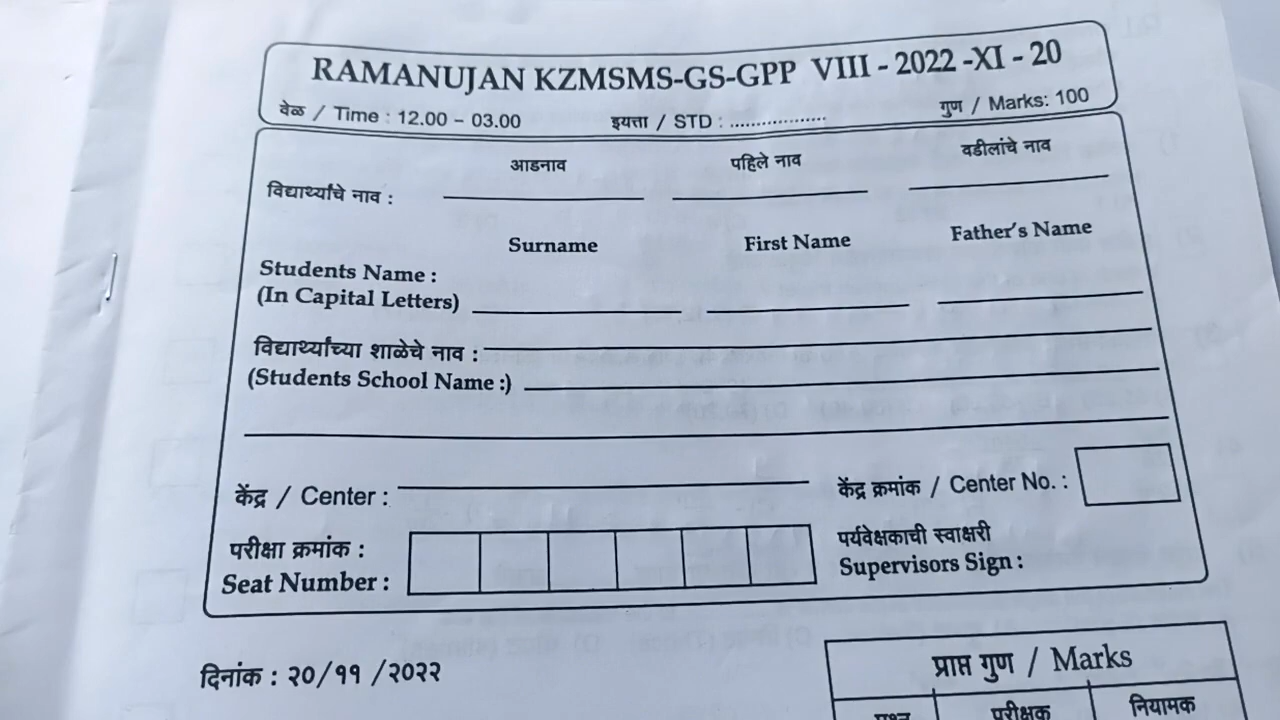 RAMANUJAN KZMSMS-GS-GPP VIII - 2022 -XI - 20
वेळ / Time : 12.00 – 03.00 इयत्ता / STD : .................. गुण / Marks: 100
आडनाव पहिले नाव वडीलांचे नाव
विद्यार्थ्यांचे नाव :
Surname First Name Father's Name
Students Name :
(In Capital Letters)
विद्यार्थ्यांच्या शाळेचे नाव :
(Students School Name :)
केंद्र / Center : केंद्र क्रमांक / Center No. :
परीक्षा क्रमांक : पर्यवेक्षकाची स्वाक्षरी
Seat Number : Supervisors Sign :
दिनांक : २०/११ /२०२२
प्राप्त गुण / Marks
परीक्षक नियामक